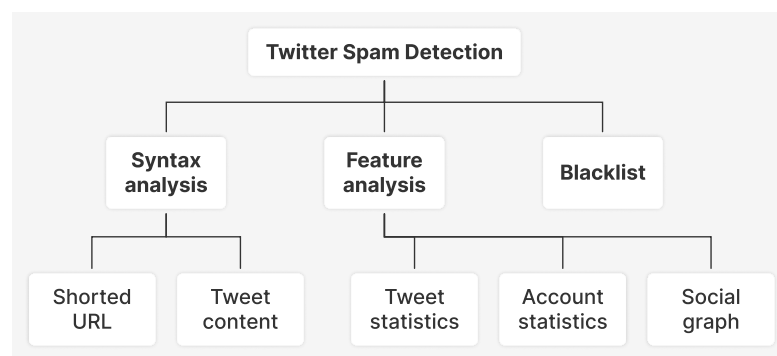 Twitter Spam Detection
Syntax
analysis
Feature
analysis
Blacklist
Shorted
URL
Tweet
content
Tweet
statistics
Account
statistics
Social
graph